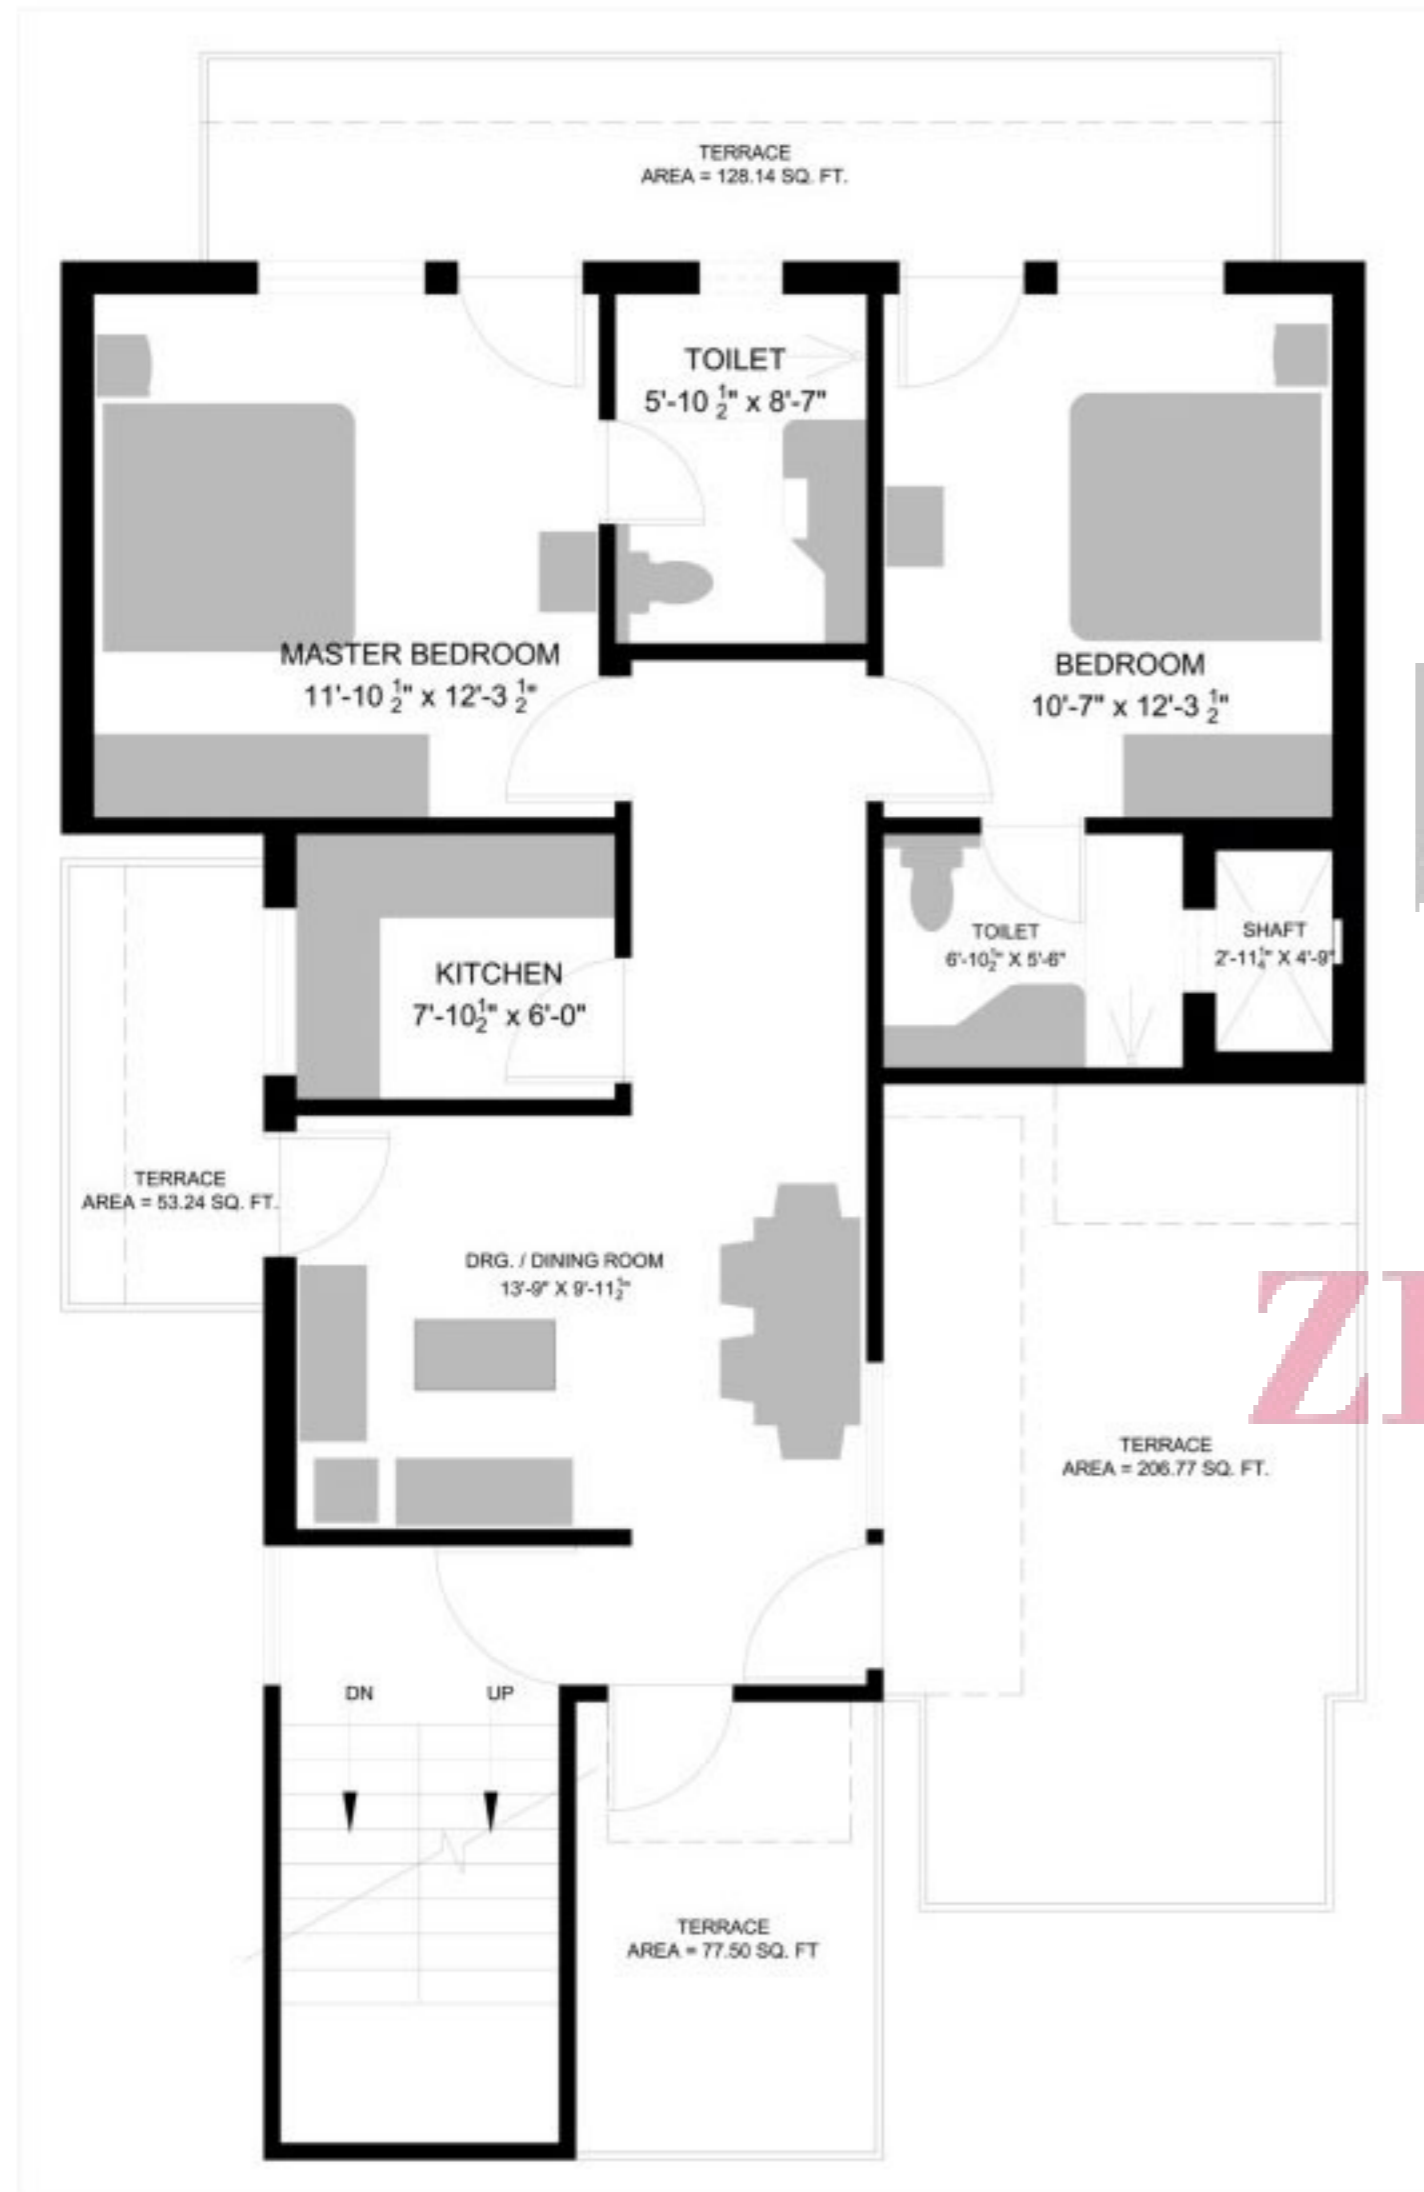 TERRACE
AREA = 128.14 SQ. FT.
TOILET
5'-10 1/2" x 8'-7"
MASTER BEDROOM
11'-10 1/2" x 12'-3 1/2"
BEDROOM
10'-7" x 12'-3 1/2"
KITCHEN
7'-10 1/2" x 6'-0"
TOILET
6'-10 1/2" X 5'-6"
SHAFT
2'-11 1/4" X 4'-9"
TERRACE
AREA = 53.24 SQ. FT.
DRG. / DINING ROOM
13'-9" X 9'-11 1/2"
TERRACE
AREA = 206.77 SQ. FT.
DN UP
TERRACE
AREA = 77.50 SQ. FT